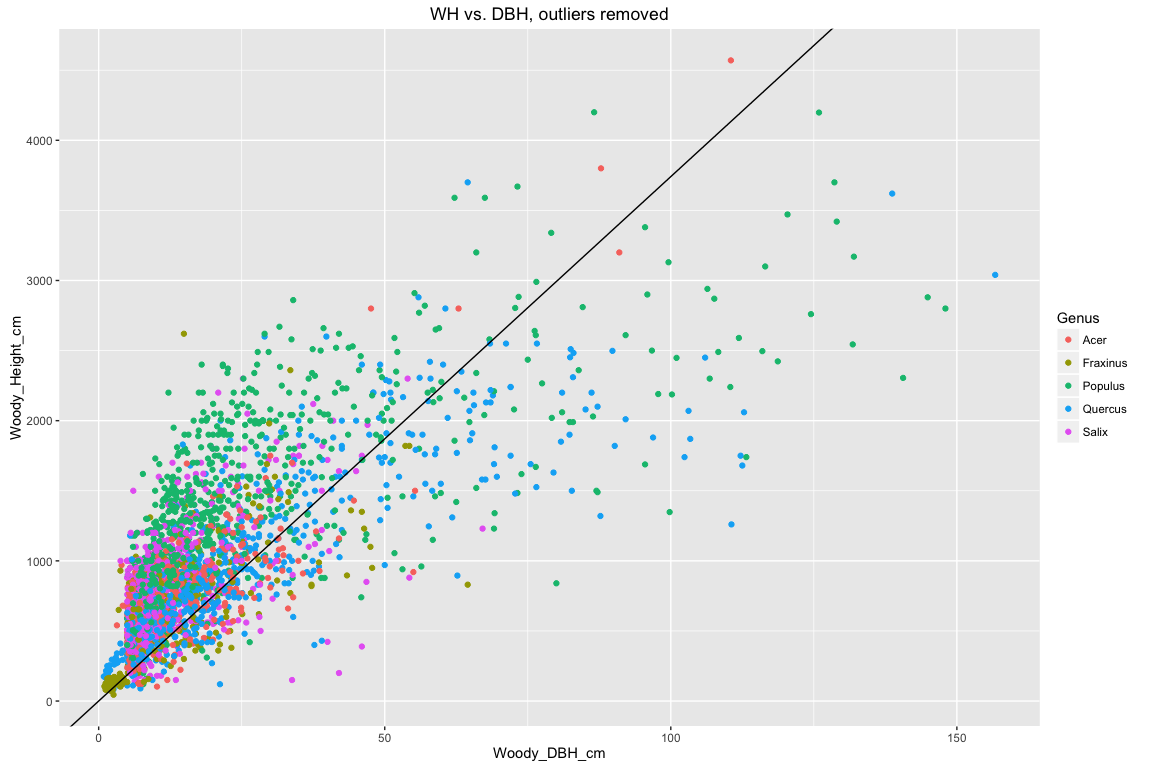 WH vs. DBH, outliers removed
Woody_Height_cm
4000
3000
2000
1000
0
0
50
100
150
Woody_DBH_cm
Genus
Acer
Fraxinus
Populus
Quercus
Salix